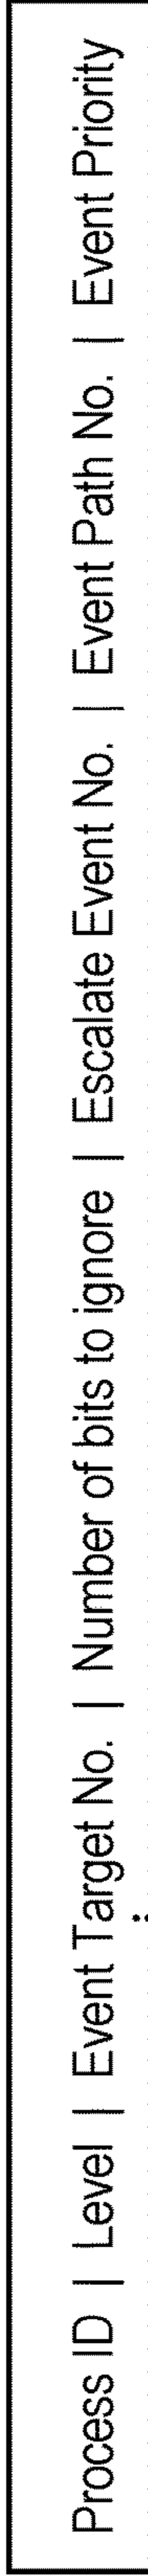 Process ID | Level | Event Target No. | Number of bits to ignore | Escalate Event No. | Event Path No. | Event Priority